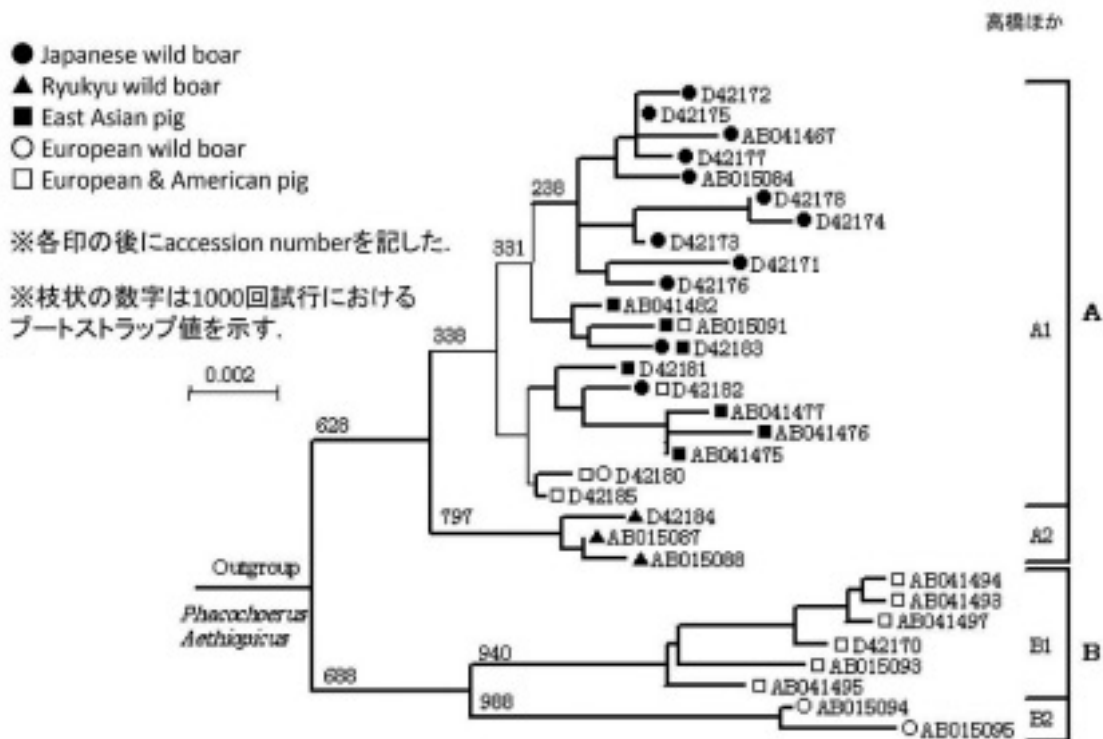 高橋ほか
● Japanese wild boar
▲ Ryukyu wild boar
■ East Asian pig
○ European wild boar
□ European & American pig
※各印の後にaccession numberを記した.
※枝状の数字は1000回試行における
ブートストラップ値を示す.
0.002
D42172
D42175
AB041467
D42177
AB015084
238
D42178
D42174
D42173
331
D42171
D42176
AB041482
AB015091
D42183
338
D42181
D42182
AB041477
AB041476
AB041475
628
D42180
D42185
797
D42184
AB015087
AB015088
A1
A
A2
Outgroup
Phacochoerus
Aethiopicus
AB041494
AB041493
AB041497
D42170
940
AB015093
688
AB041495
988
AB015094
AB015095
B1
B
B2